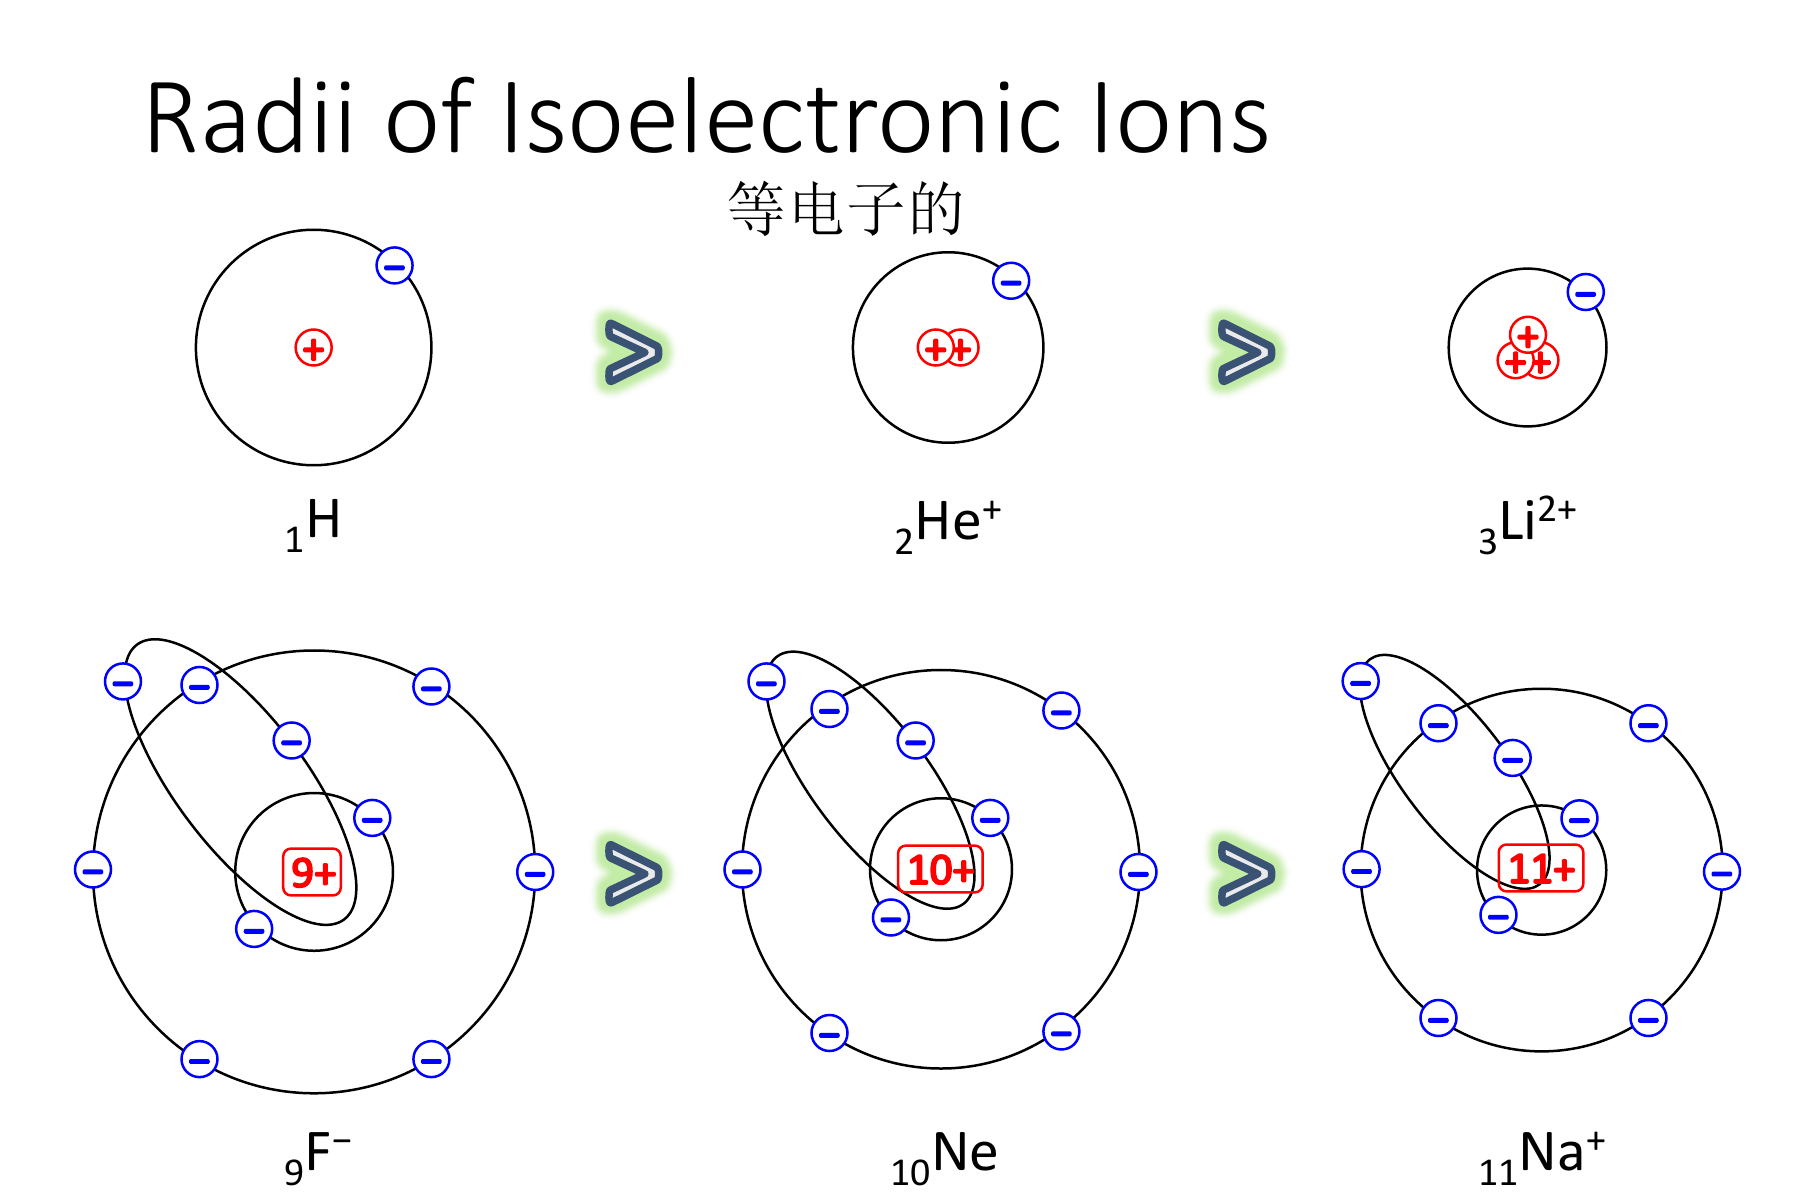 Radii of Isoelectronic Ions
等电子的
− − −
+ > ++ > +++
₁H ₂He⁺ ₃Li²⁺
− − − − − − − − −
− − −
− − −
− 9+ − > − 10+ − > − 11+ −
− − −
− − − − − −
₉F⁻ ₁₀Ne ₁₁Na⁺